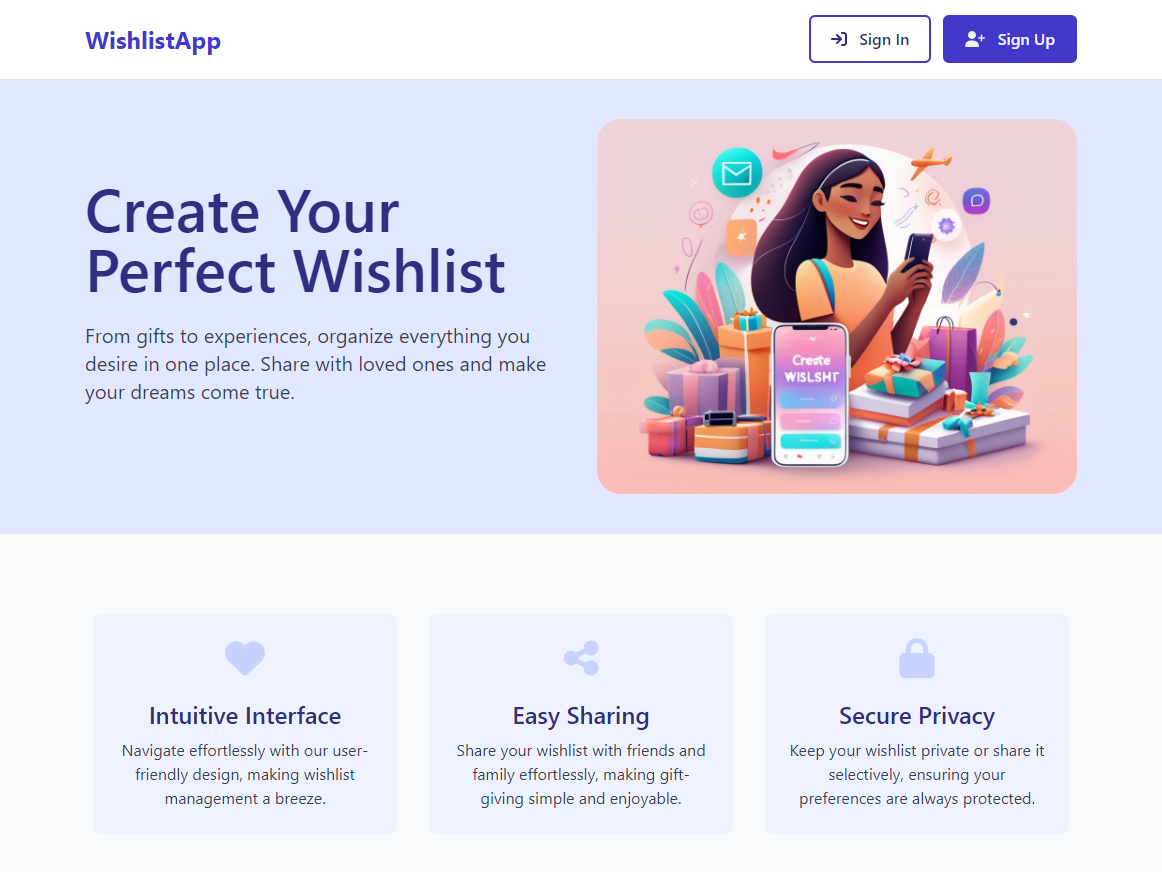 WishlistApp
Sign In
Sign Up
Create Your
Perfect Wishlist
From gifts to experiences, organize everything you
desire in one place. Share with loved ones and make
your dreams come true.
Create
WISLSHT
Intuitive Interface
Navigate effortlessly with our user-
friendly design, making wishlist
management a breeze.
Easy Sharing
Share your wishlist with friends and
family effortlessly, making gift-
giving simple and enjoyable.
Secure Privacy
Keep your wishlist private or share it
selectively, ensuring your
preferences are always protected.